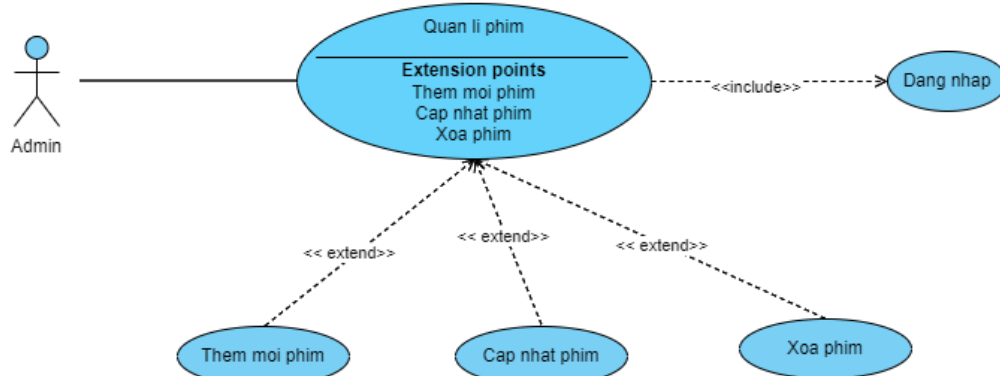 Quan li phim
Extension points
Them moi phim
Cap nhat phim
Xoa phim
<<include>>
Dang nhap
Admin
<< extend>>
<< extend>>
<< extend>>
Them moi phim
Cap nhat phim
Xoa phim